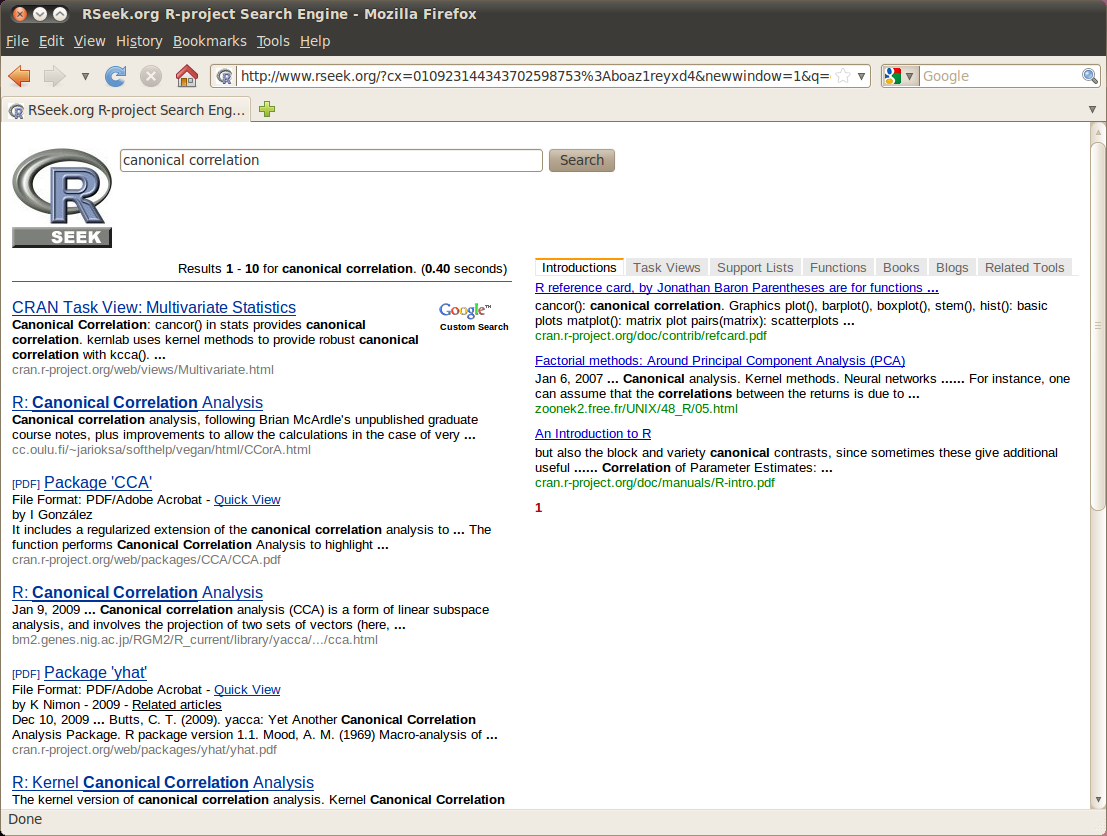 RSeek.org R-project Search Engine - Mozilla Firefox
File Edit View History Bookmarks Tools Help
http://www.rseek.org/?cx=010923144343702598753%3Aboaz1reyxd4&newwindow=1&q=
Google
RSeek.org R-project Search Eng...
canonical correlation
Search
R
SEEK
Results 1 - 10 for canonical correlation. (0.40 seconds)
CRAN Task View: Multivariate Statistics
Google™
Custom Search
Canonical Correlation: cancor() in stats provides canonical
correlation. kernlab uses kernel methods to provide robust canonical
correlation with kcca(). ...
cran.r-project.org/web/views/Multivariate.html
R: Canonical Correlation Analysis
Canonical correlation analysis, following Brian McArdle's unpublished graduate
course notes, plus improvements to allow the calculations in the case of very ...
cc.oulu.fi/~jarioksa/softhelp/vegan/html/CCorA.html
[PDF] Package 'CCA'
File Format: PDF/Adobe Acrobat - Quick View
by I González
It includes a regularized extension of the canonical correlation analysis to ... The
function performs Canonical Correlation Analysis to highlight ...
cran.r-project.org/web/packages/CCA/CCA.pdf
R: Canonical Correlation Analysis
Jan 9, 2009 ... Canonical correlation analysis (CCA) is a form of linear subspace
analysis, and involves the projection of two sets of vectors (here, ...
bm2.genes.nig.ac.jp/RGM2/R_current/library/yacca/.../cca.html
[PDF] Package 'yhat'
File Format: PDF/Adobe Acrobat - Quick View
by K Nimon - 2009 - Related articles
Dec 10, 2009 ... Butts, C. T. (2009). yacca: Yet Another Canonical Correlation
Analysis Package. R package version 1.1. Mood, A. M. (1969) Macro-analysis of ...
cran.r-project.org/web/packages/yhat/yhat.pdf
R: Kernel Canonical Correlation Analysis
The kernel version of canonical correlation analysis. Kernel Canonical Correlation
Introductions Task Views Support Lists Functions Books Blogs Related Tools
R reference card, by Jonathan Baron Parentheses are for functions ...
cancor(): canonical correlation. Graphics plot(), barplot(), boxplot(), stem(), hist(): basic
plots matplot(): matrix plot pairs(matrix): scatterplots ...
cran.r-project.org/doc/contrib/refcard.pdf
Factorial methods: Around Principal Component Analysis (PCA)
Jan 6, 2007 ... Canonical analysis. Kernel methods. Neural networks ...... For instance, one
can assume that the correlations between the returns is due to ...
zoonek2.free.fr/UNIX/48_R/05.html
An Introduction to R
but also the block and variety canonical contrasts, since sometimes these give additional
useful ...... Correlation of Parameter Estimates: ...
cran.r-project.org/doc/manuals/R-intro.pdf
1
Done